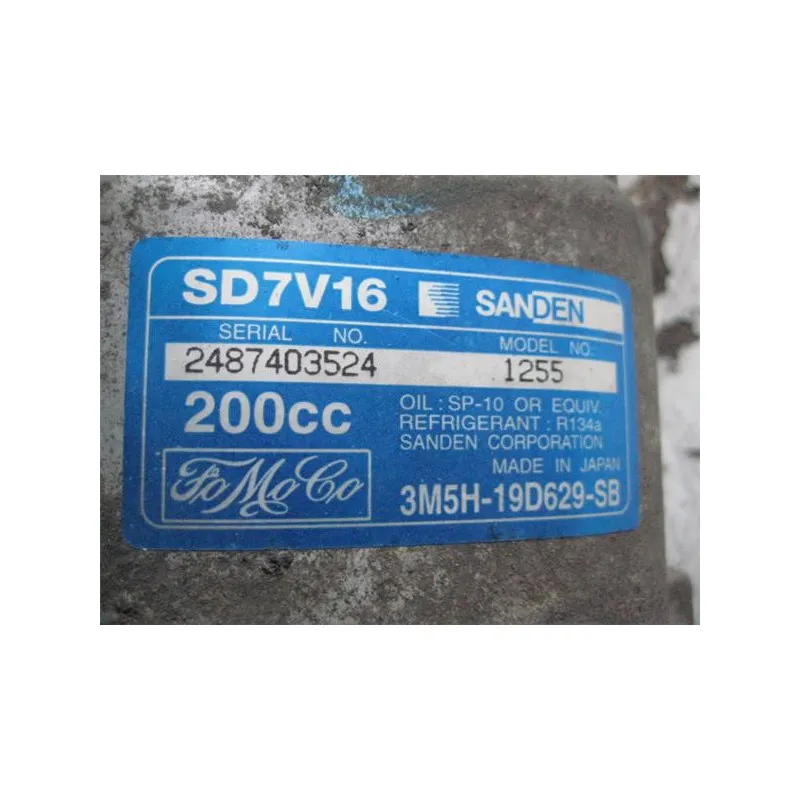 SD7V16 SANDEN
SERIAL NO. MODEL NO.
2487403524 1255
200cc
OIL : SP-10 OR EQUIV.
REFRIGERANT : R134a
SANDEN CORPORATION
MADE IN JAPAN
FoMoCo
3M5H-19D629-SB